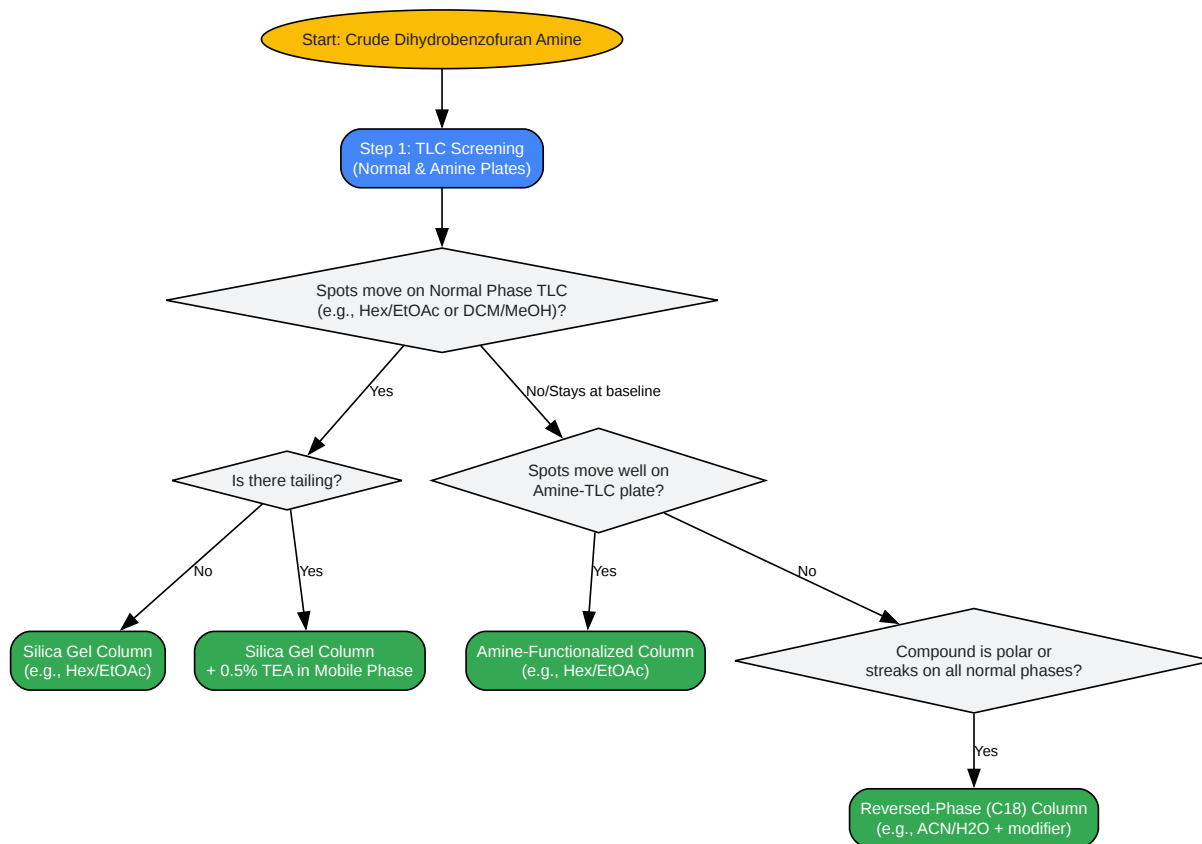 Start: Crude Dihydrobenzofuran Amine
Step 1: TLC Screening
(Normal & Amine Plates)
Spots move on Normal Phase TLC
(e.g., Hex/EtOAc or DCM/MeOH)?
Yes
No/Stays at baseline
Is there tailing?
Spots move well on
Amine-TLC plate?
No
Yes
Yes
No
Silica Gel Column
(e.g., Hex/EtOAc)
Silica Gel Column
+ 0.5% TEA in Mobile Phase
Amine-Functionalized Column
(e.g., Hex/EtOAc)
Compound is polar or
streaks on all normal phases?
Yes
Reversed-Phase (C18) Column
(e.g., ACN/H2O + modifier)